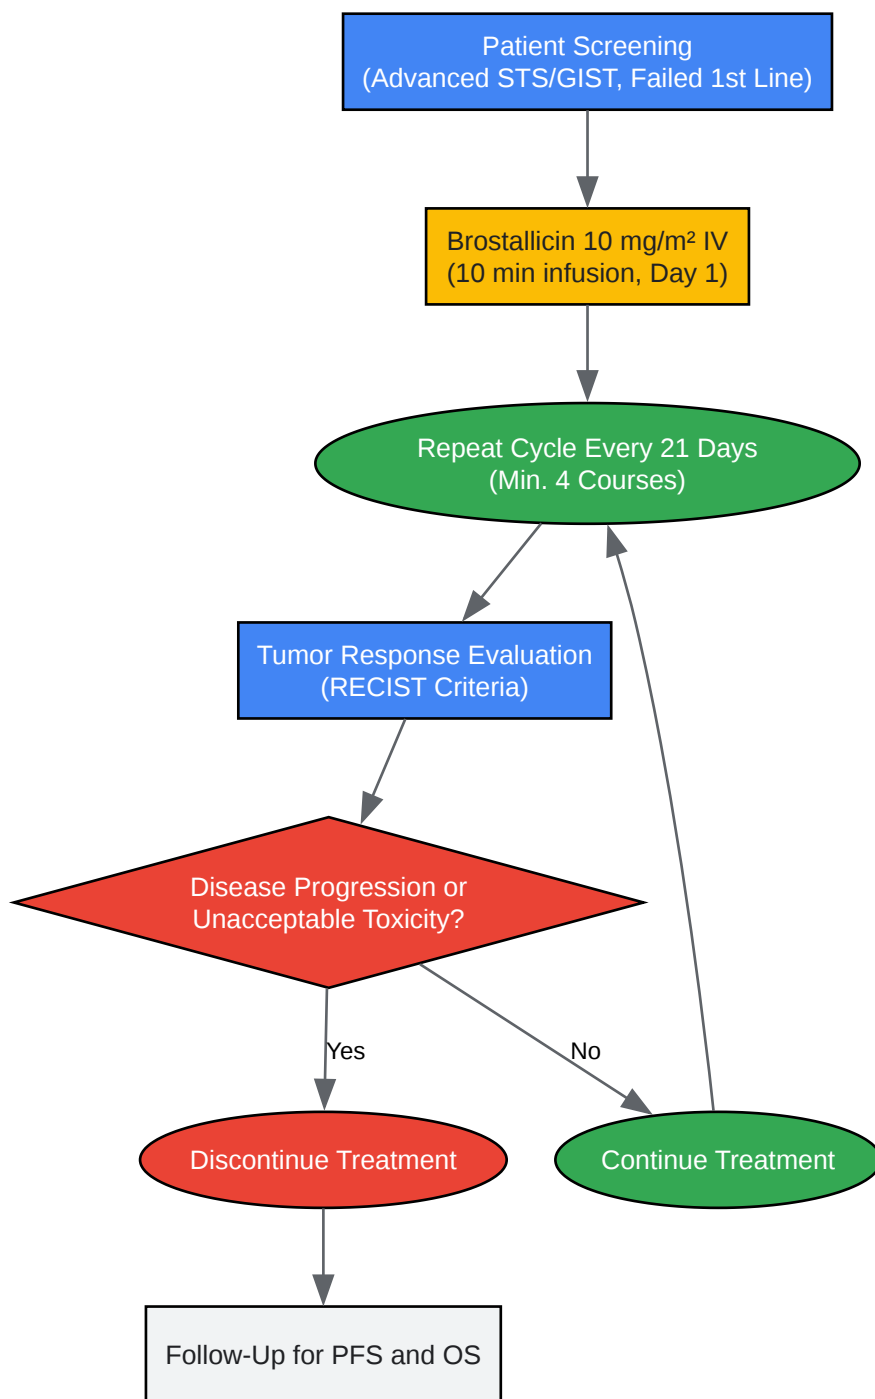 Patient Screening
(Advanced STS/GIST, Failed 1st Line)
Brostallicin 10 mg/m² IV
(10 min infusion, Day 1)
Repeat Cycle Every 21 Days
(Min. 4 Courses)
Tumor Response Evaluation
(RECIST Criteria)
Disease Progression or
Unacceptable Toxicity?
Yes
No
Discontinue Treatment
Continue Treatment
Follow-Up for PFS and OS